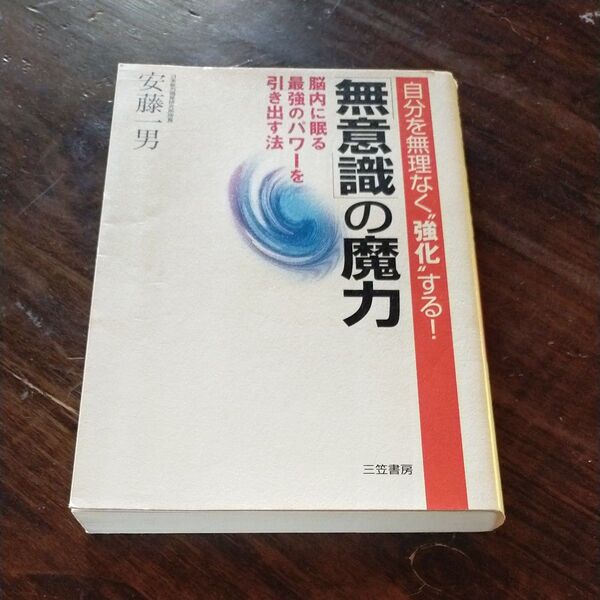 自分を無理なく“強化”する!
「無意識」の魔力
脳内に眠る
最強のパワーを
引き出す法
安藤一男
三笠書房